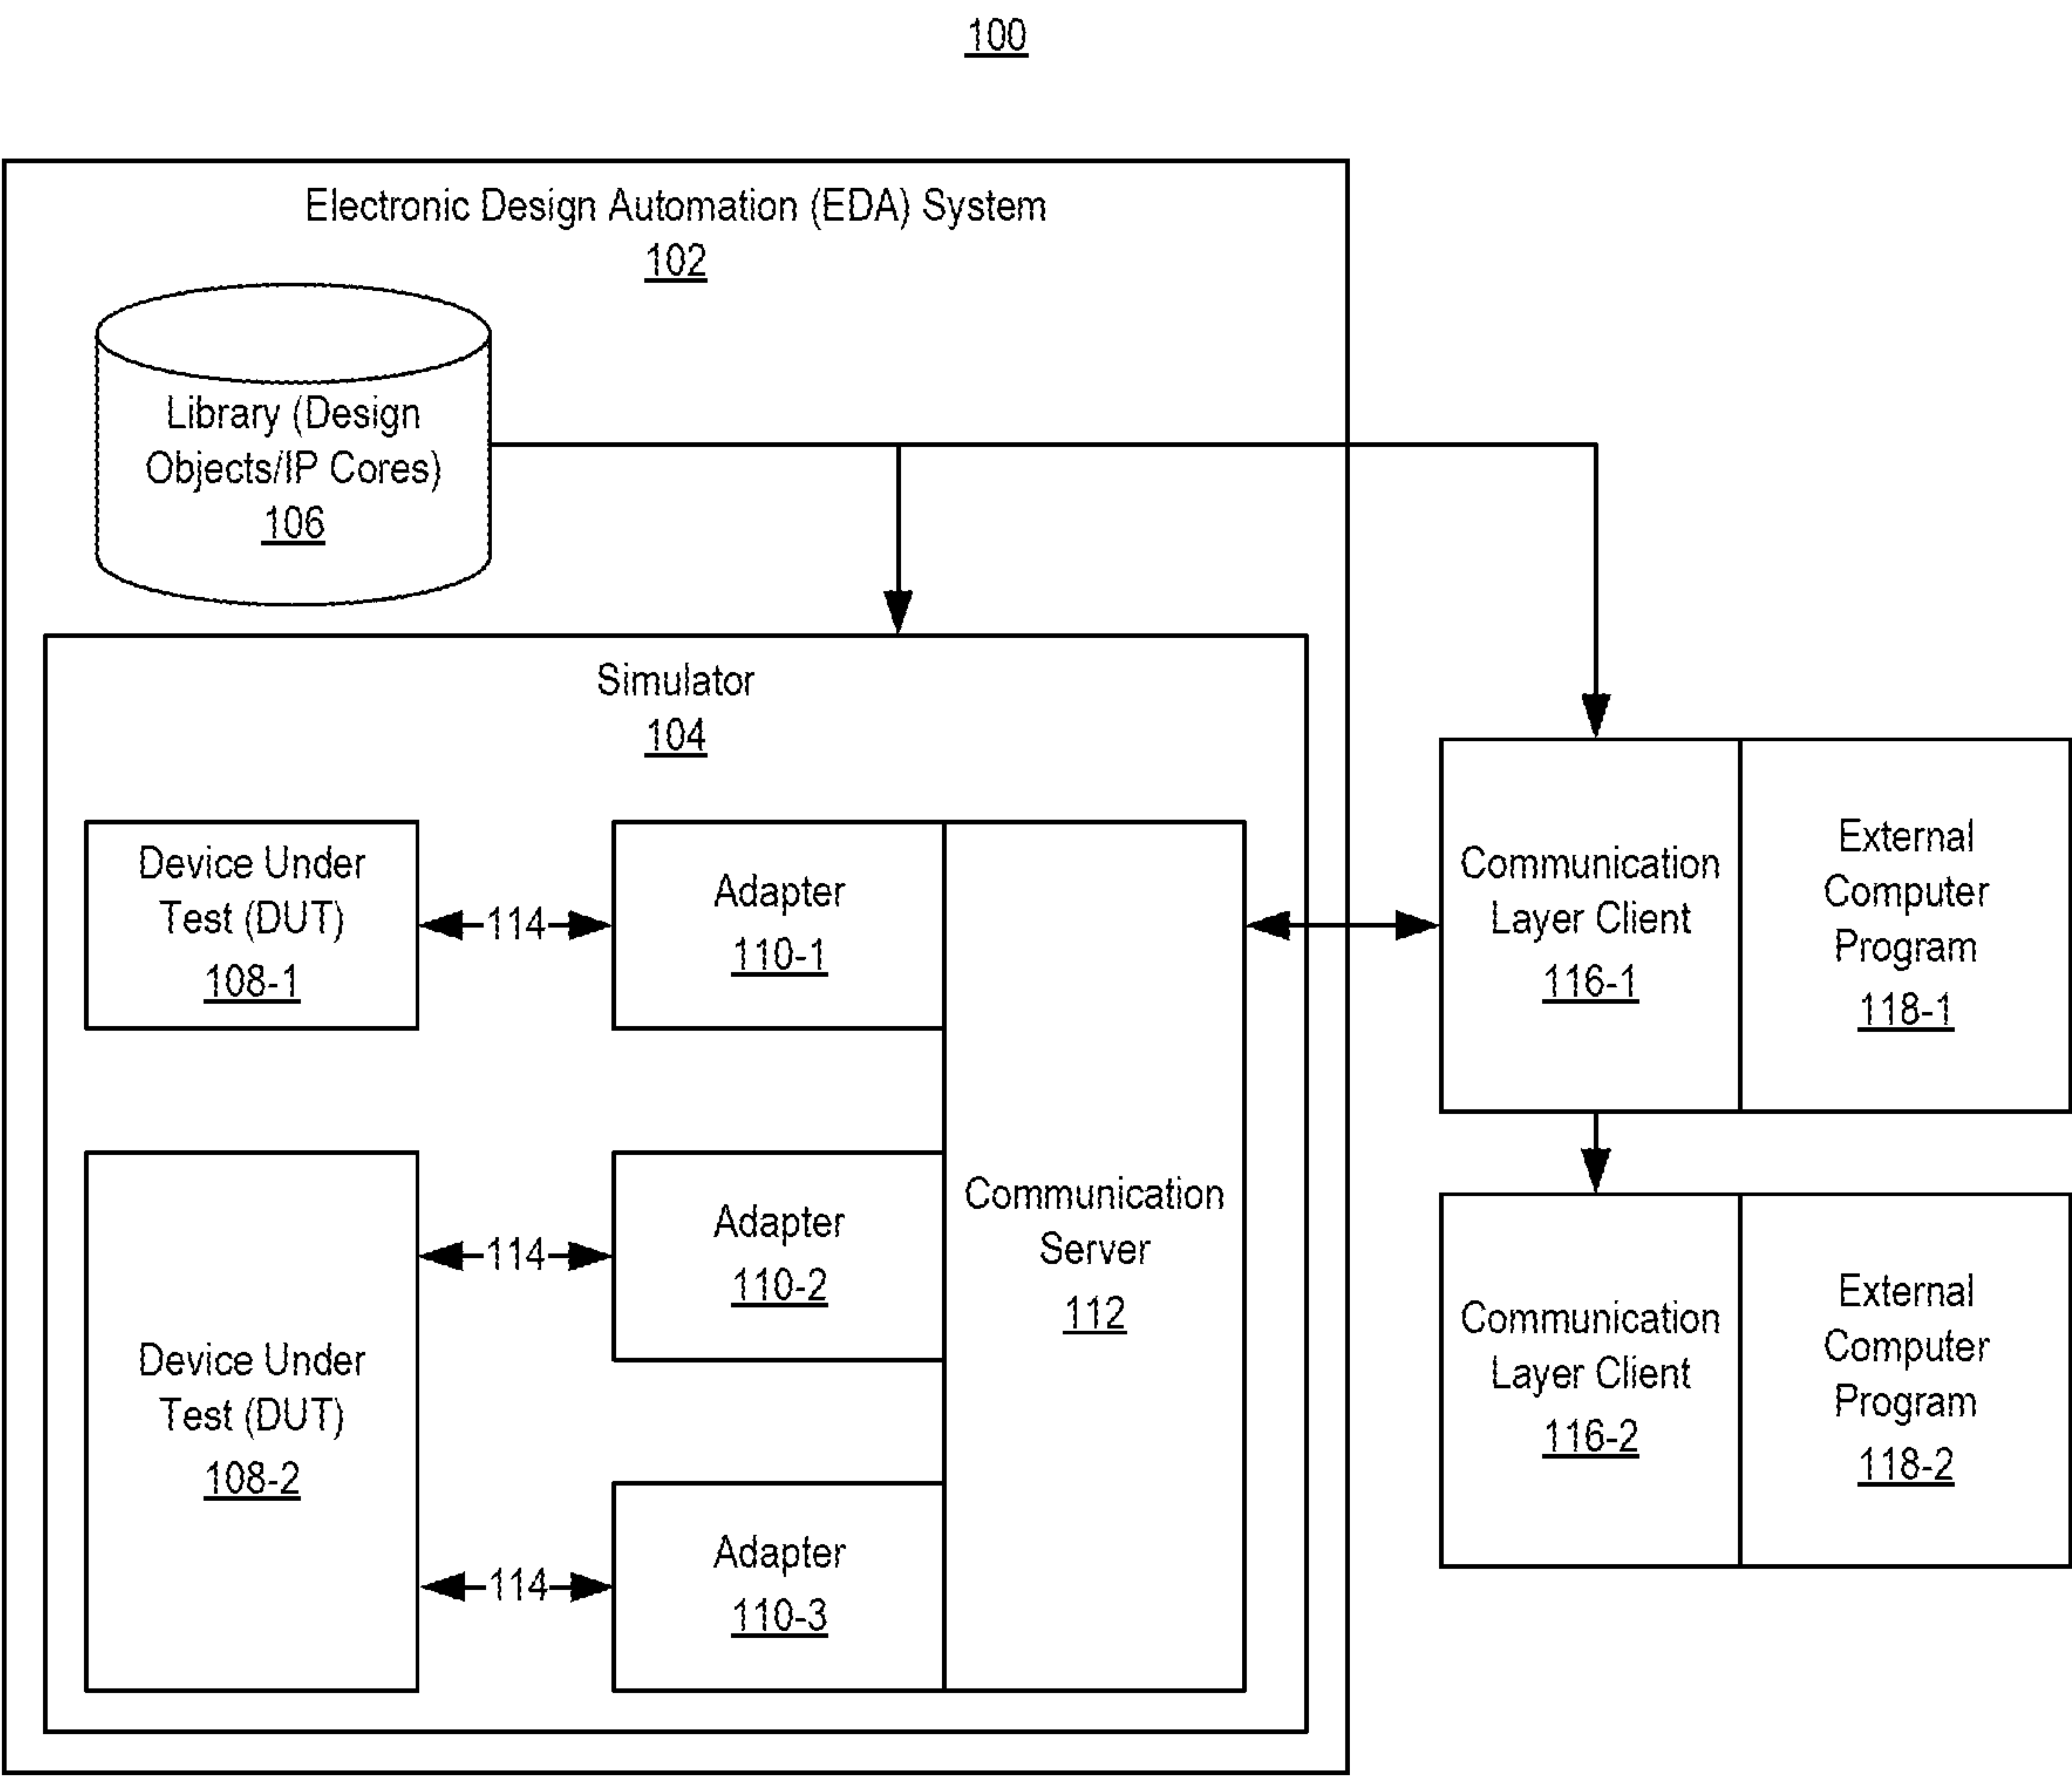 100
Electronic Design Automation (EDA) System
102
Library (Design
Objects/IP Cores)
106
Simulator
104
Device Under
Test (DUT)
108-1
114
Adapter
110-1
Device Under
Test (DUT)
108-2
114
Adapter
110-2
114
Adapter
110-3
Communication
Server
112
Communication
Layer Client
116-1
External
Computer
Program
118-1
Communication
Layer Client
116-2
External
Computer
Program
118-2